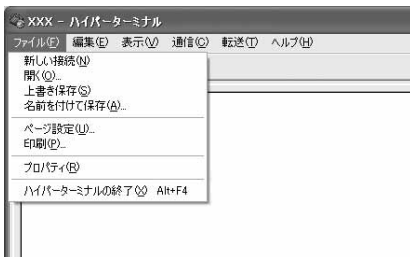 XXX - ハイパーターミナル
ファイル(F) 編集(E) 表示(V) 通信(C) 転送(T) ヘルプ(H)
新しい接続(N)
開く(O)...
上書き保存(S)
名前を付けて保存(A)...
ページ設定(U)...
印刷(P)...
プロパティ(R)
ハイパーターミナルの終了(X) Alt+F4